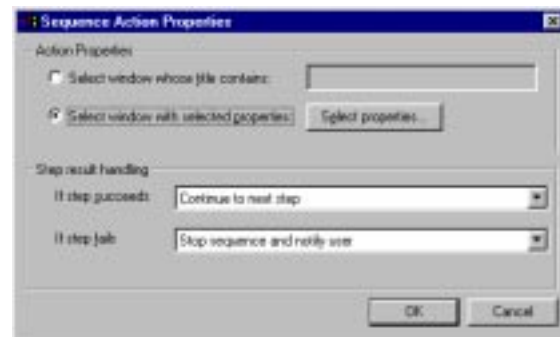 Sequence Action Properties
Action Properties
Select window whose title contains:
Select window with selected properties: Select properties...
Step result handling
If step succeeds Continue to next step
If step fails Stop sequence and notify user
OK Cancel